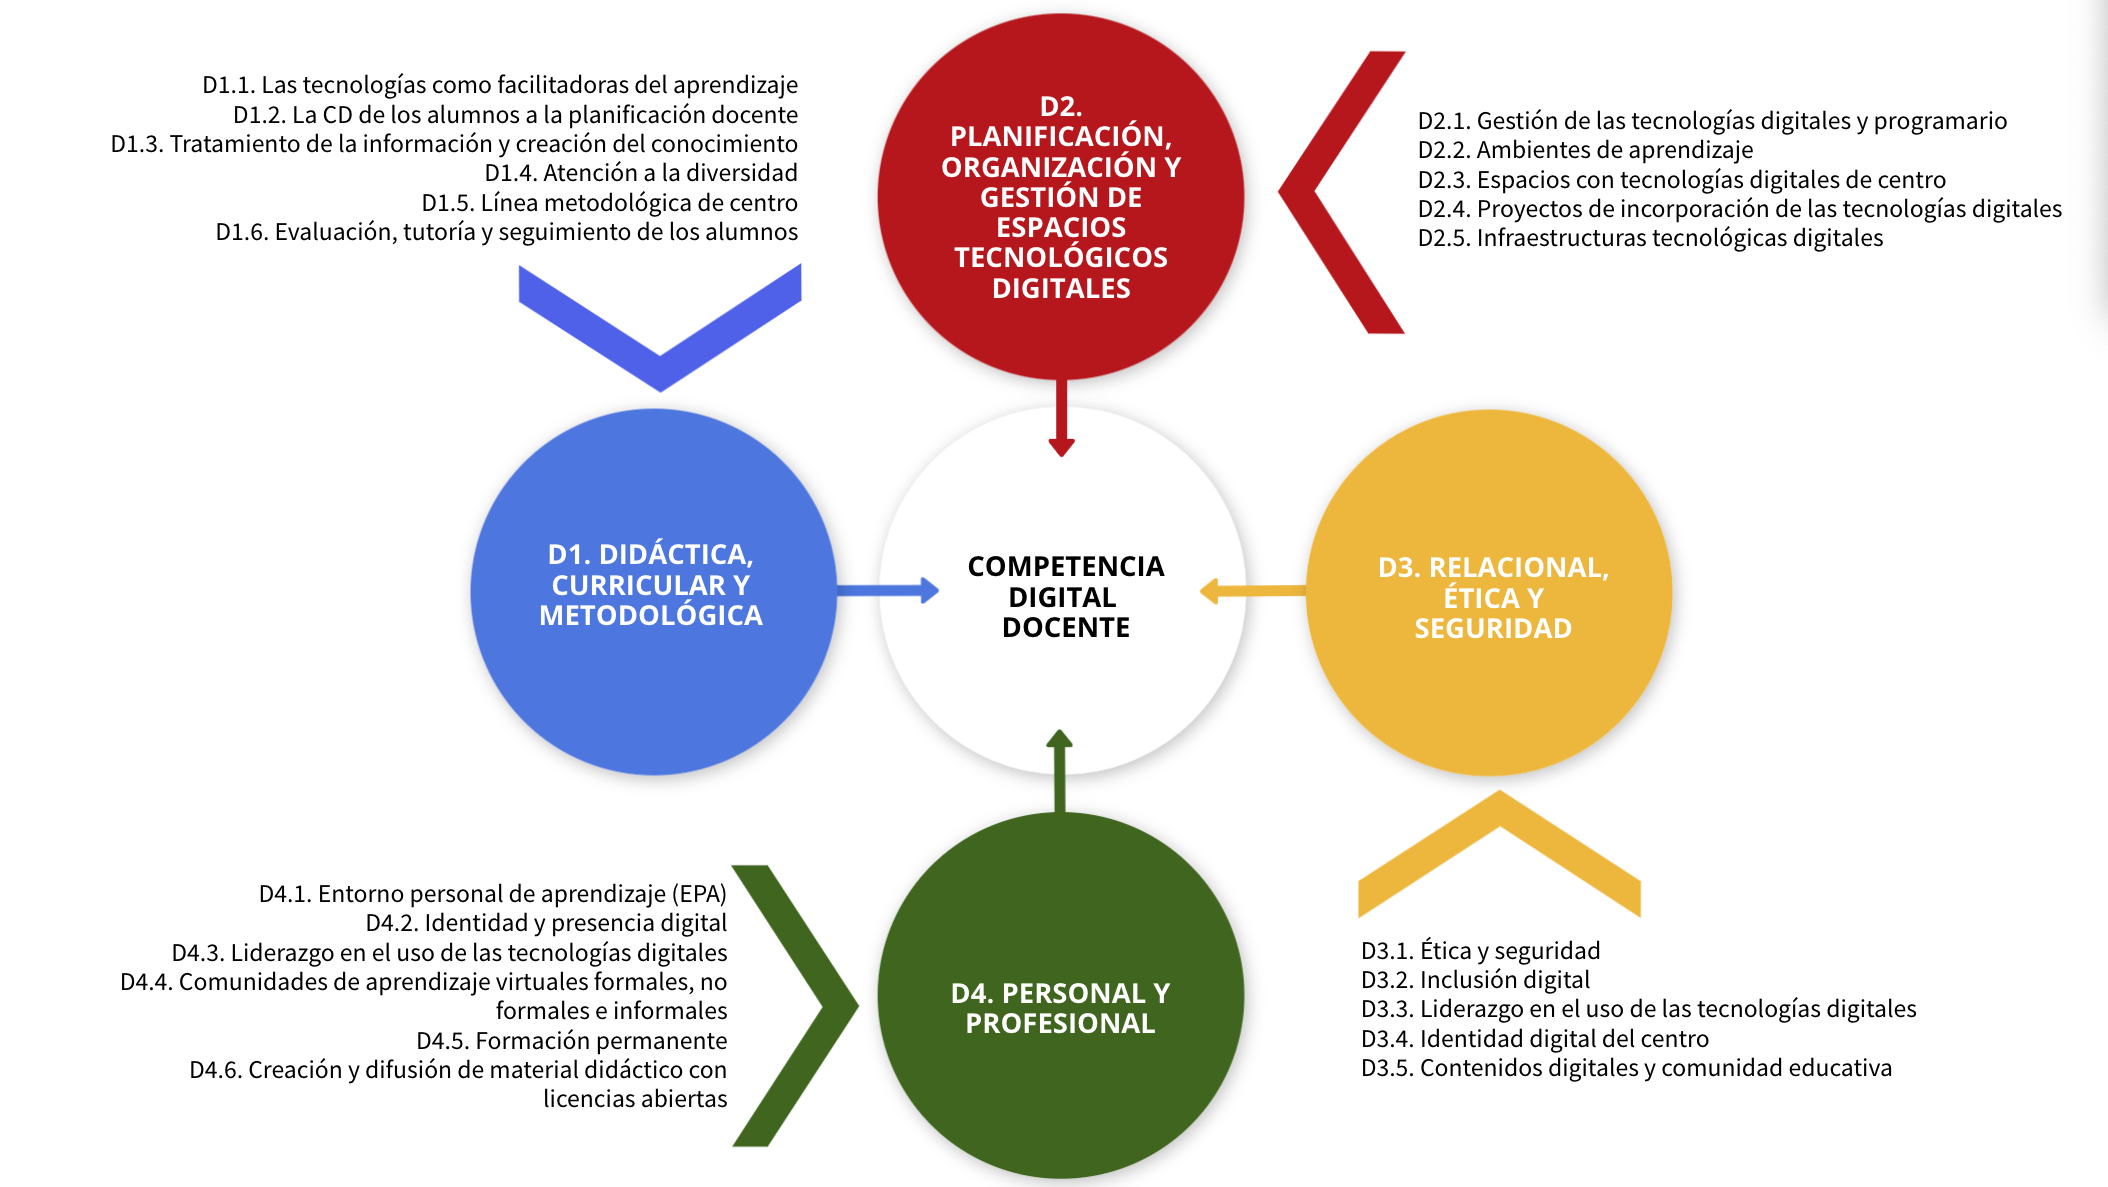 D1.1. Las tecnologías como facilitadoras del aprendizaje
D1.2. La CD de los alumnos a la planificación docente
D1.3. Tratamiento de la información y creación del conocimiento
D1.4. Atención a la diversidad
D1.5. Línea metodológica de centro
D1.6. Evaluación, tutoría y seguimiento de los alumnos
D2.
PLANIFICACIÓN,
ORGANIZACIÓN Y
GESTIÓN DE
ESPACIOS
TECNOLÓGICOS
DIGITALES
D2.1. Gestión de las tecnologías digitales y programario
D2.2. Ambientes de aprendizaje
D2.3. Espacios con tecnologías digitales de centro
D2.4. Proyectos de incorporación de las tecnologías digitales
D2.5. Infraestructuras tecnológicas digitales
D1. DIDÁCTICA,
CURRICULAR Y
METODOLÓGICA
COMPETENCIA
DIGITAL
DOCENTE
D3. RELACIONAL,
ÉTICA Y
SEGURIDAD
D4.1. Entorno personal de aprendizaje (EPA)
D4.2. Identidad y presencia digital
D4.3. Liderazgo en el uso de las tecnologías digitales
D4.4. Comunidades de aprendizaje virtuales formales, no
formales e informales
D4.5. Formación permanente
D4.6. Creación y difusión de material didáctico con
licencias abiertas
D4. PERSONAL Y
PROFESIONAL
D3.1. Ética y seguridad
D3.2. Inclusión digital
D3.3. Liderazgo en el uso de las tecnologías digitales
D3.4. Identidad digital del centro
D3.5. Contenidos digitales y comunidad educativa